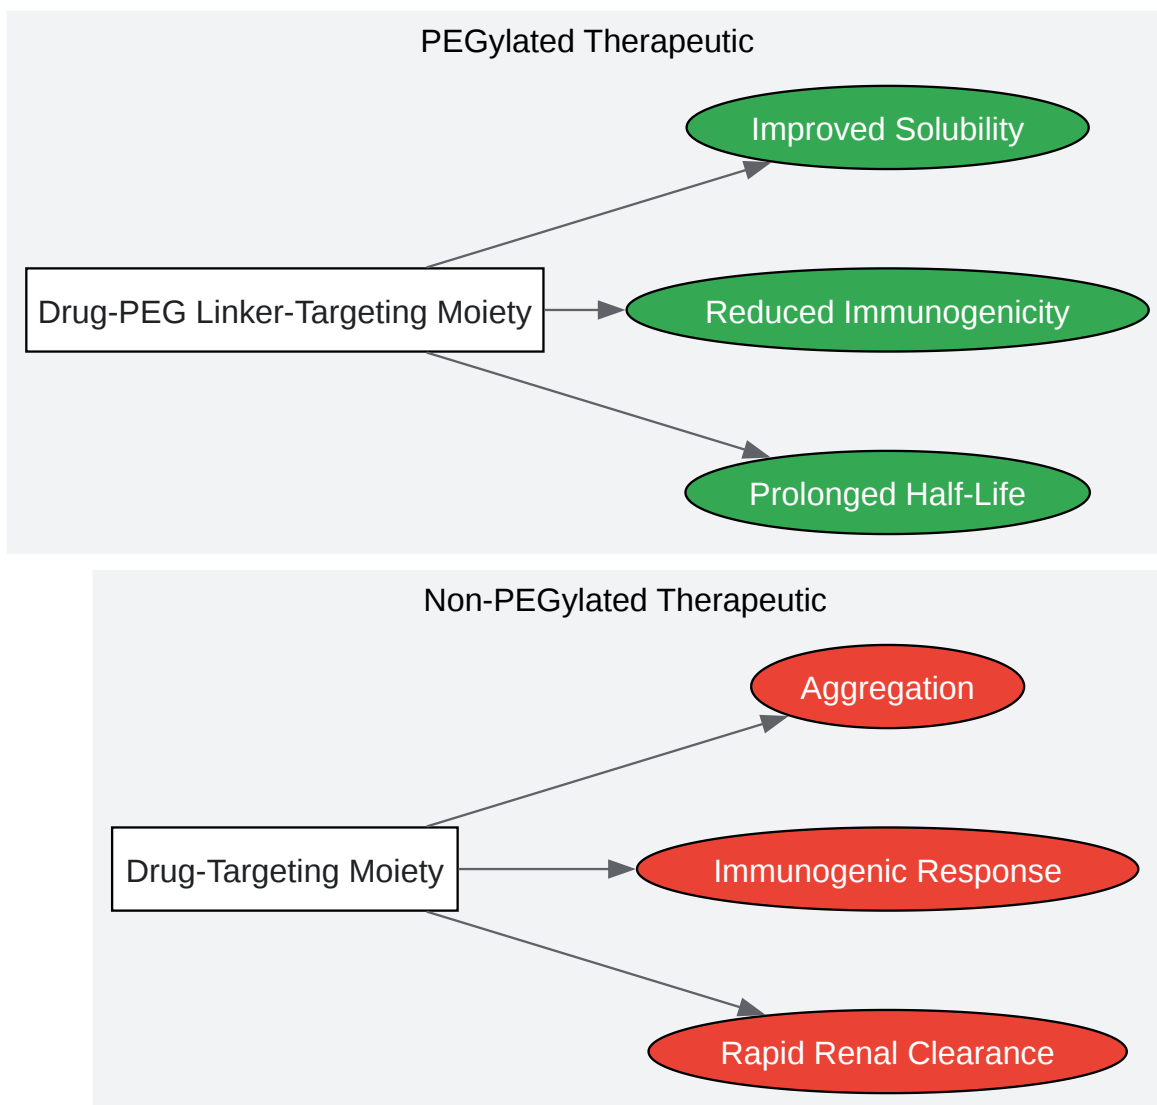 PEGylated Therapeutic
Improved Solubility
Drug-PEG Linker-Targeting Moiety
Reduced Immunogenicity
Prolonged Half-Life
Non-PEGylated Therapeutic
Aggregation
Drug-Targeting Moiety
Immunogenic Response
Rapid Renal Clearance